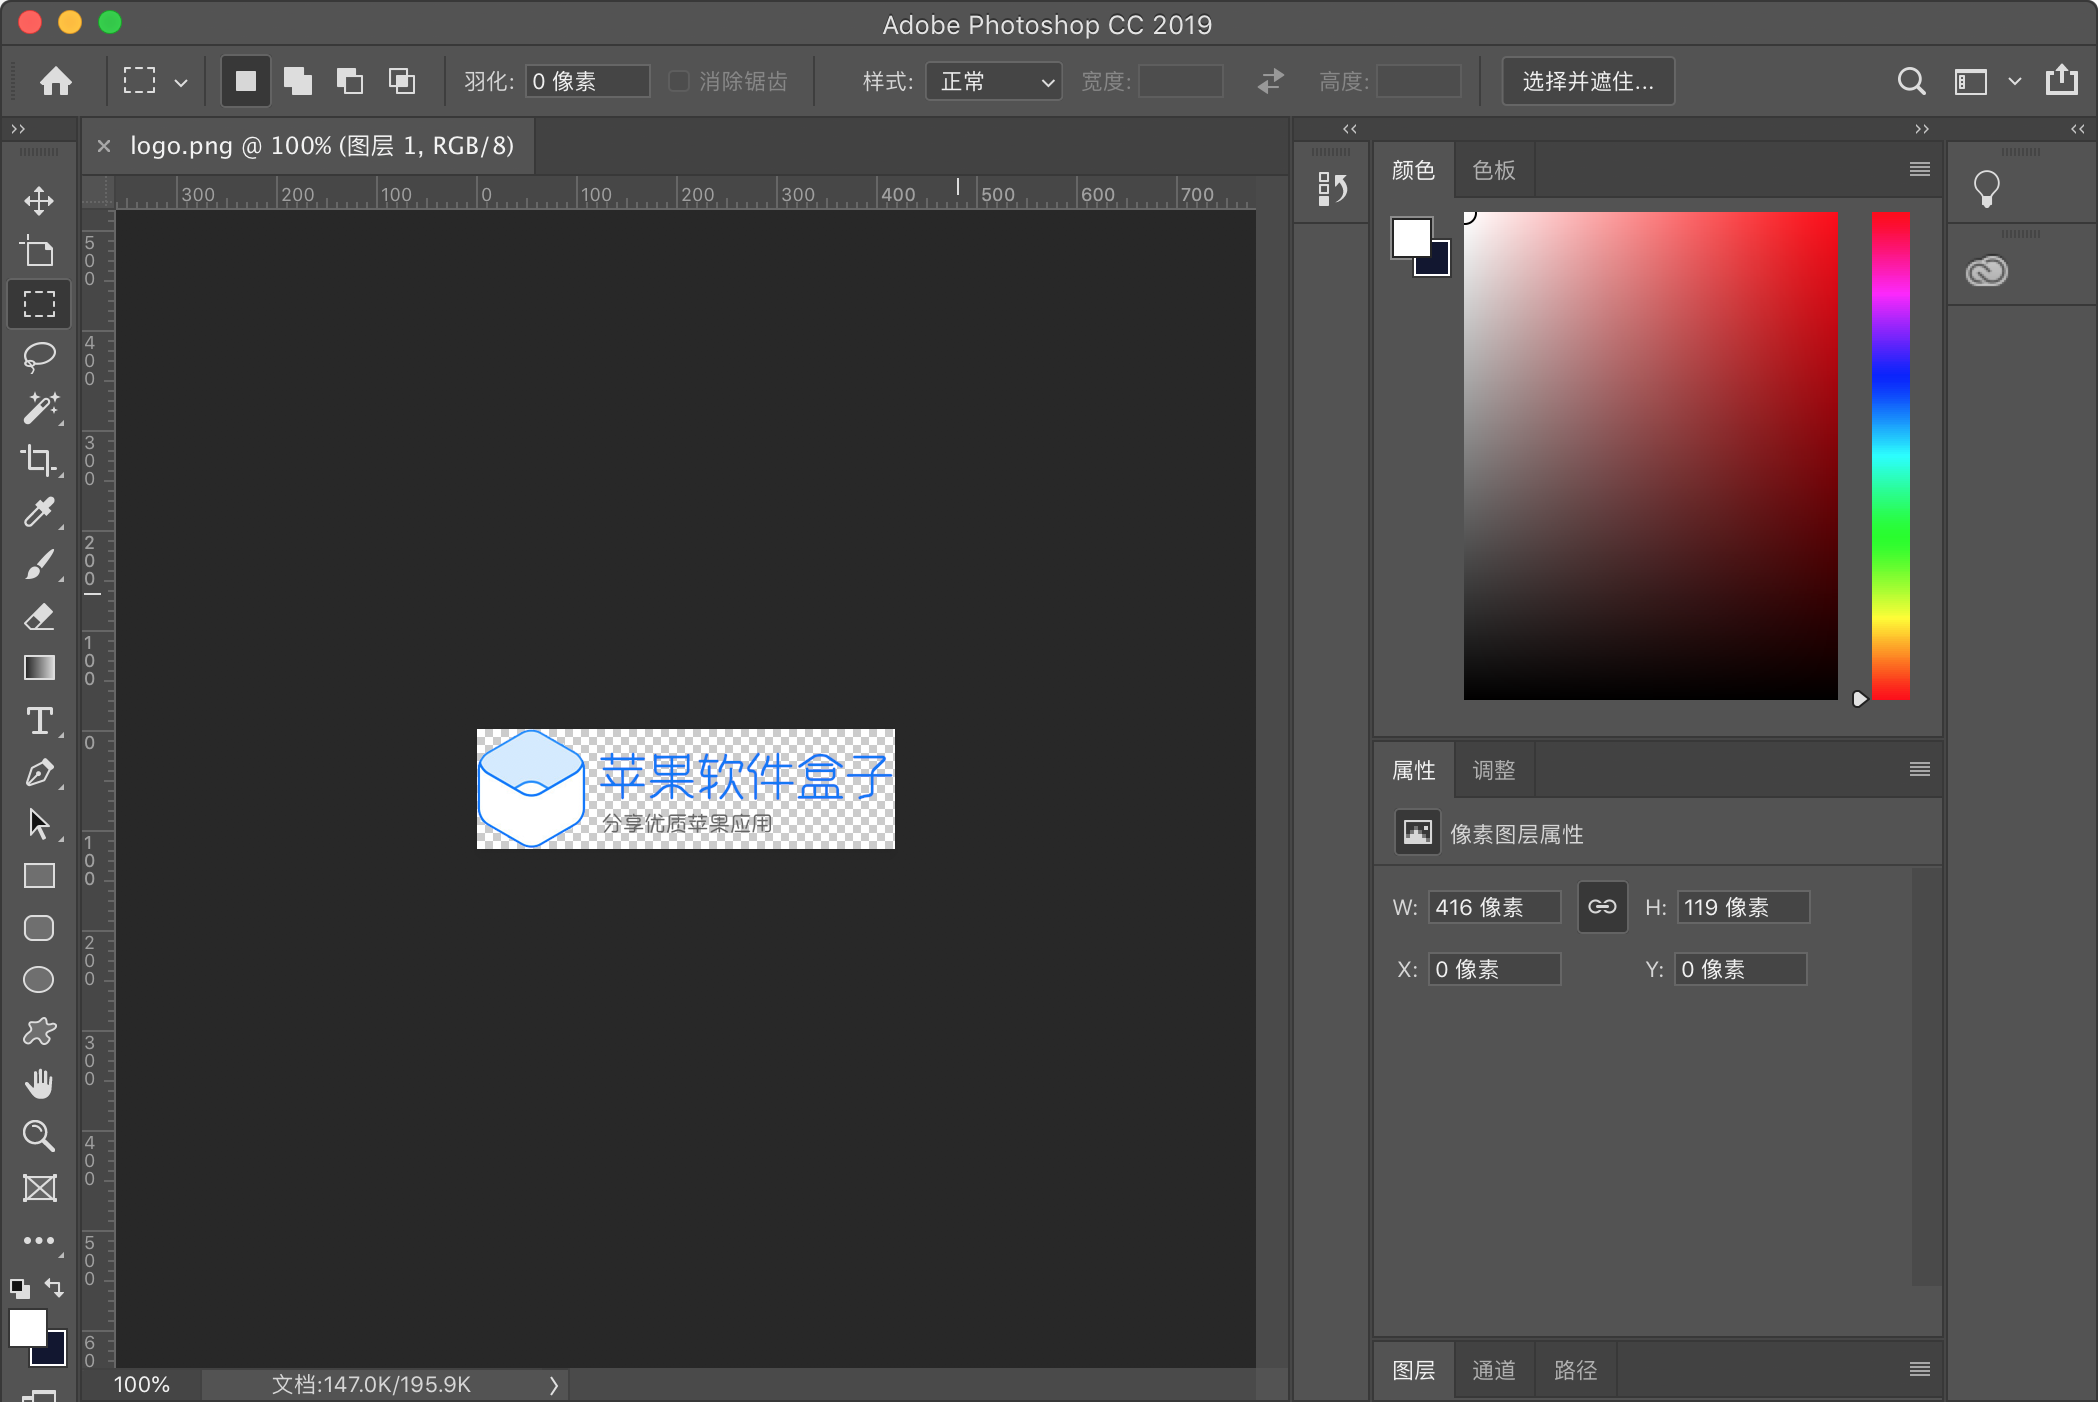 Adobe Photoshop CC 2019
羽化: 0 像素 消除锯齿 样式: 正常 宽度: 高度: 选择并遮住...
logo.png @ 100% (图层 1, RGB/8)
300 200 100 0 100 200 300 400 500 600 700
500
400
300
200
100
0
100
200
300
400
500
60
苹果软件盒子
分享优质苹果应用
100% 文档:147.0K/195.9K
颜色 色板
属性 调整
像素图层属性
W: 416 像素 H: 119 像素
X: 0 像素 Y: 0 像素
图层 通道 路径